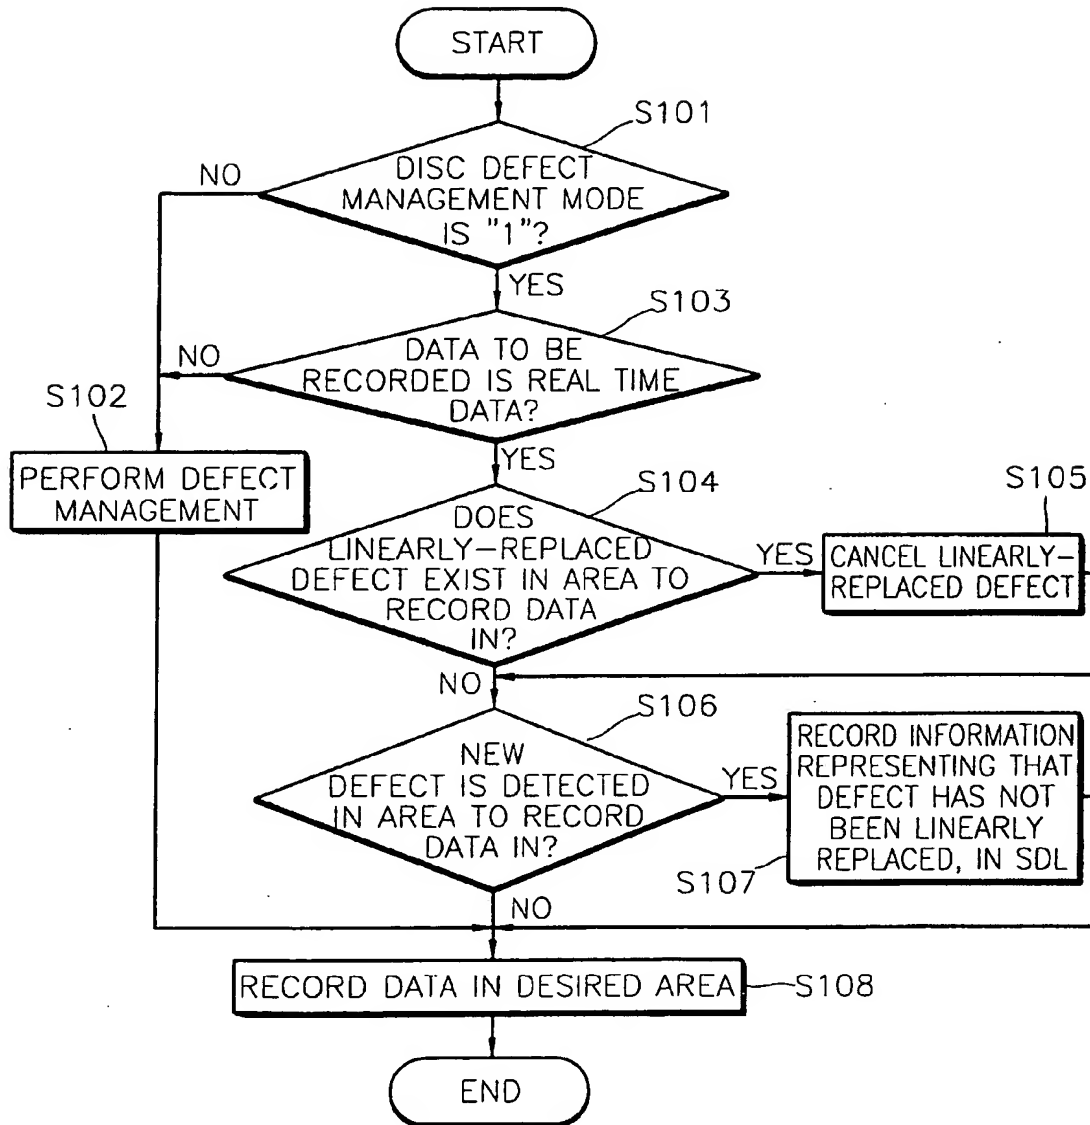 START
S101
NO
DISC DEFECT
MANAGEMENT MODE
IS "1"?
YES
S103
NO
DATA TO BE
RECORDED IS REAL TIME
DATA?
S102
YES
PERFORM DEFECT
MANAGEMENT
S104
S105
DOES
LINEARLY-REPLACED
DEFECT EXIST IN AREA TO
RECORD DATA
IN?
YES
CANCEL LINEARLY-
REPLACED DEFECT
NO
S106
NEW
DEFECT IS DETECTED
IN AREA TO RECORD
DATA IN?
YES
RECORD INFORMATION
REPRESENTING THAT
DEFECT HAS NOT
BEEN LINEARLY
REPLACED, IN SDL
S107
NO
RECORD DATA IN DESIRED AREA
S108
END